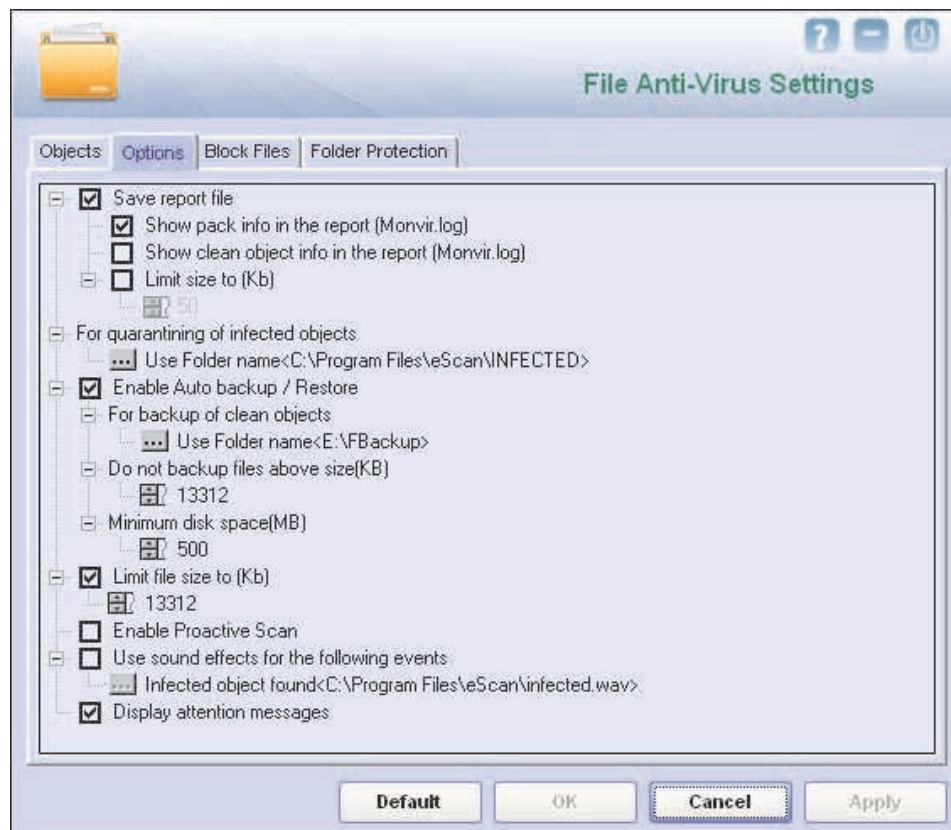 File Anti-Virus Settings
Objects Options Block Files Folder Protection
Save report file
Show pack info in the report (Monvir.log)
Show clean object info in the report (Monvir.log)
Limit size to (Kb)
50
For quarantining of infected objects
... Use Folder name<C:\Program Files\eScan\INFECTED>
Enable Auto backup / Restore
For backup of clean objects
... Use Folder name<E:\FBackup>
Do not backup files above size(KB)
13312
Minimum disk space(MB)
500
Limit file size to (Kb)
13312
Enable Proactive Scan
Use sound effects for the following events
... Infected object found<C:\Program Files\eScan\infected.wav>
Display attention messages
Default OK Cancel Apply